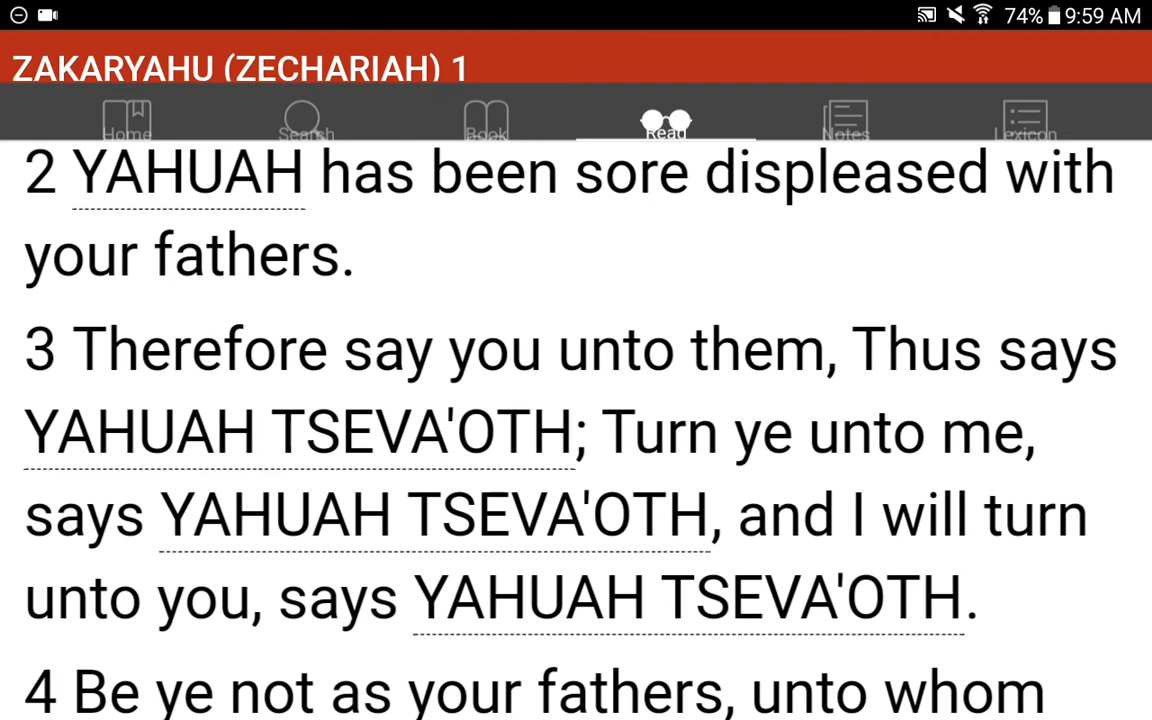 74% 9:59 AM
ZAKARYAHU (ZECHARIAH) 1
Home Search Book Read Notes Lexicon
2 YAHUAH has been sore displeased with
your fathers.
3 Therefore say you unto them, Thus says
YAHUAH TSEVA'OTH; Turn ye unto me,
says YAHUAH TSEVA'OTH, and I will turn
unto you, says YAHUAH TSEVA'OTH.
4 Be ye not as your fathers, unto whom